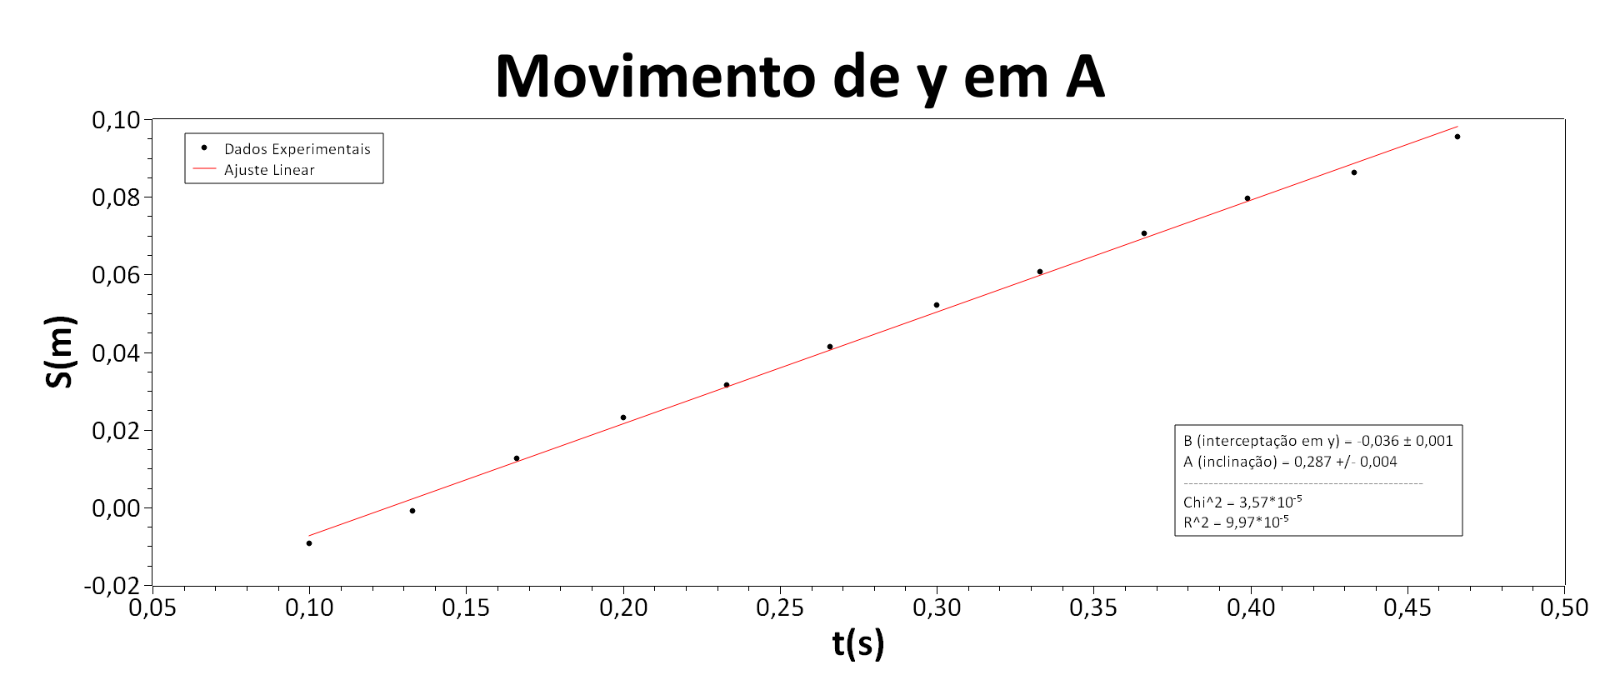 Movimento de y em A
0,10
0,08
0,06
0,04
0,02
0,00
-0,02
S(m)
Dados Experimentais
Ajuste Linear
B (interceptação em y) = -0,036 ± 0,001
A (inclinação) = 0,287 +/- 0,004
----------------------------------------------
Chi^2 = 3,57*10⁻⁵
R^2 = 9,97*10⁻⁵
0,05 0,10 0,15 0,20 0,25 0,30 0,35 0,40 0,45 0,50
t(s)